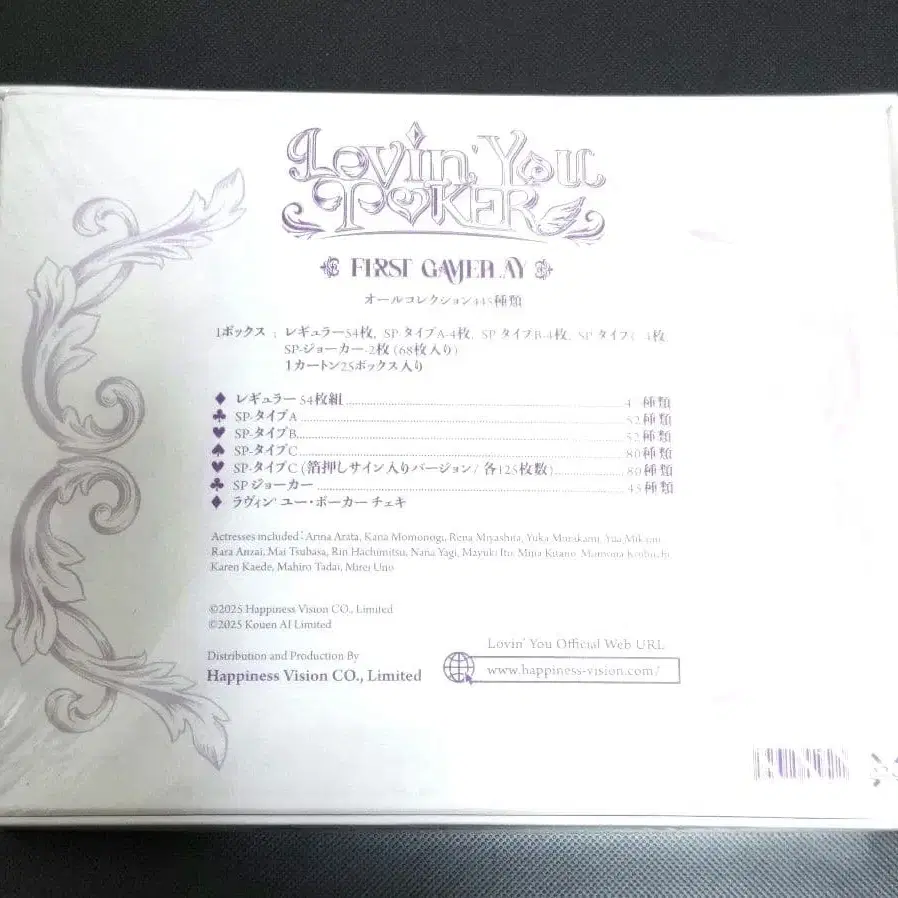 Lovin' You
POKER
FIRST GAMEPLAY
オールコレクション445種類
1ボックス : レギュラー54枚, SP-タイプA-4枚, SP タイプB-4枚, SP タイプC
SP-ジョーカー-2枚 (68枚入り)
1カートン25ボックス入り
♦ レギュラー 54枚組 種類
♣ SP-タイプA 52種類
♥ SP-タイプB 52種類
♠ SP-タイプC 80種類
♥ SP-タイプC (箔押しサイン入りバージョン / 各125枚数) 80種類
♣ SP ジョーカー 45種類
♦ ラヴィン ユー・ポーカー チェキ
Actresses included : Arina Arata, Kana Momonogi, Rena Miyashita, Yuka Murakami, Yua Mikami
Rara Anzai, Mai Tsubasa, Rin Hachimitsu, Nana Yagi, Mayuki Ito, Mina Kitano, Momona
Karen Kaede, Mahiro Tadai, Mirei Uno
©2025 Happiness Vision CO., Limited
©2025 Kouen AI Limited
Distribution and Production By
Happiness Vision CO., Limited
Lovin' You Official Web URL
www.happiness-vision.com/